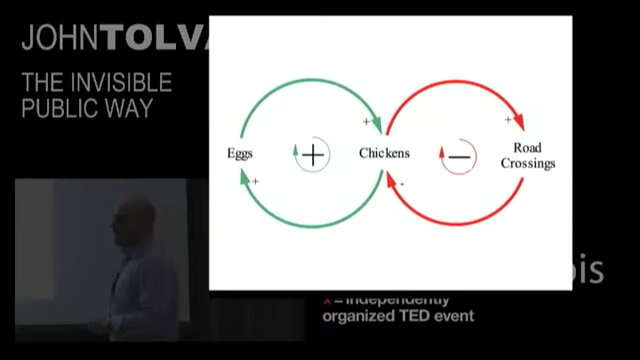 JOHNTOLVA
THE INVISIBLE
PUBLIC WAY
Eggs
Chickens
Road
Crossings
+
+
+
-
+
-
x = independently
organized TED event